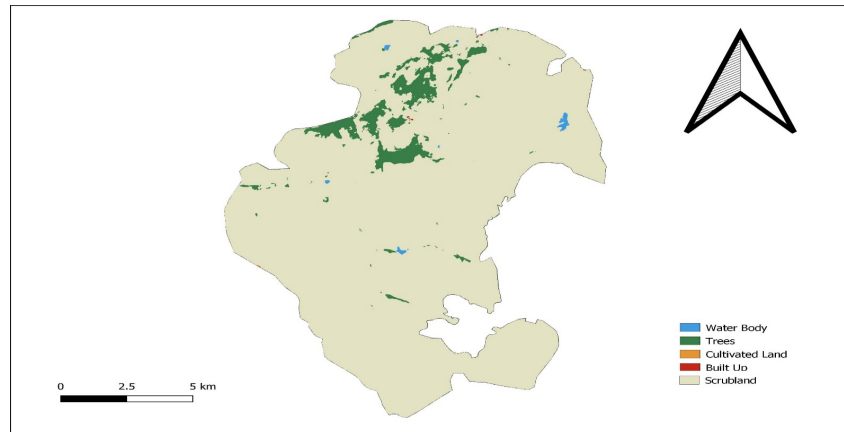 Water Body
Trees
Cultivated Land
Built Up
Scrubland
0 2.5 5 km